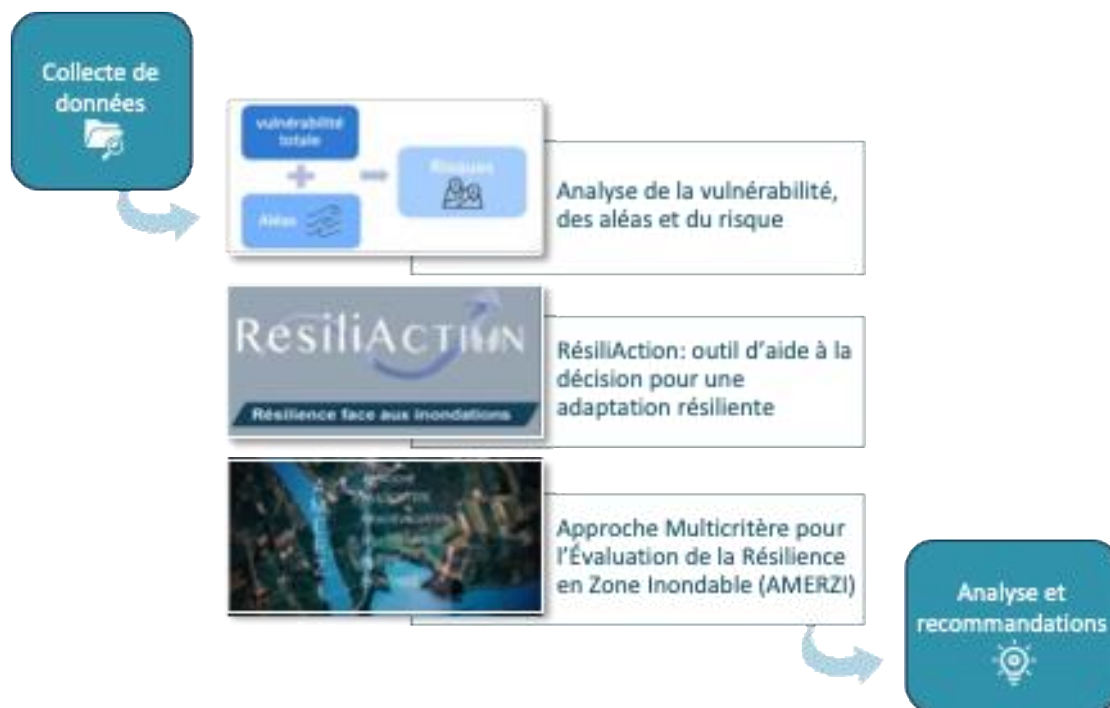 Collecte de
données
vulnérabilité
totale
Risques
Aléas
Analyse de la vulnérabilité,
des aléas et du risque
ResiliACTION
Résilience face aux inondations
RésiliAction: outil d'aide à la
décision pour une
adaptation résiliente
Approche Multicritère pour
l'Évaluation de la Résilience
en Zone Inondable (AMERZI)
Analyse et
recommandations